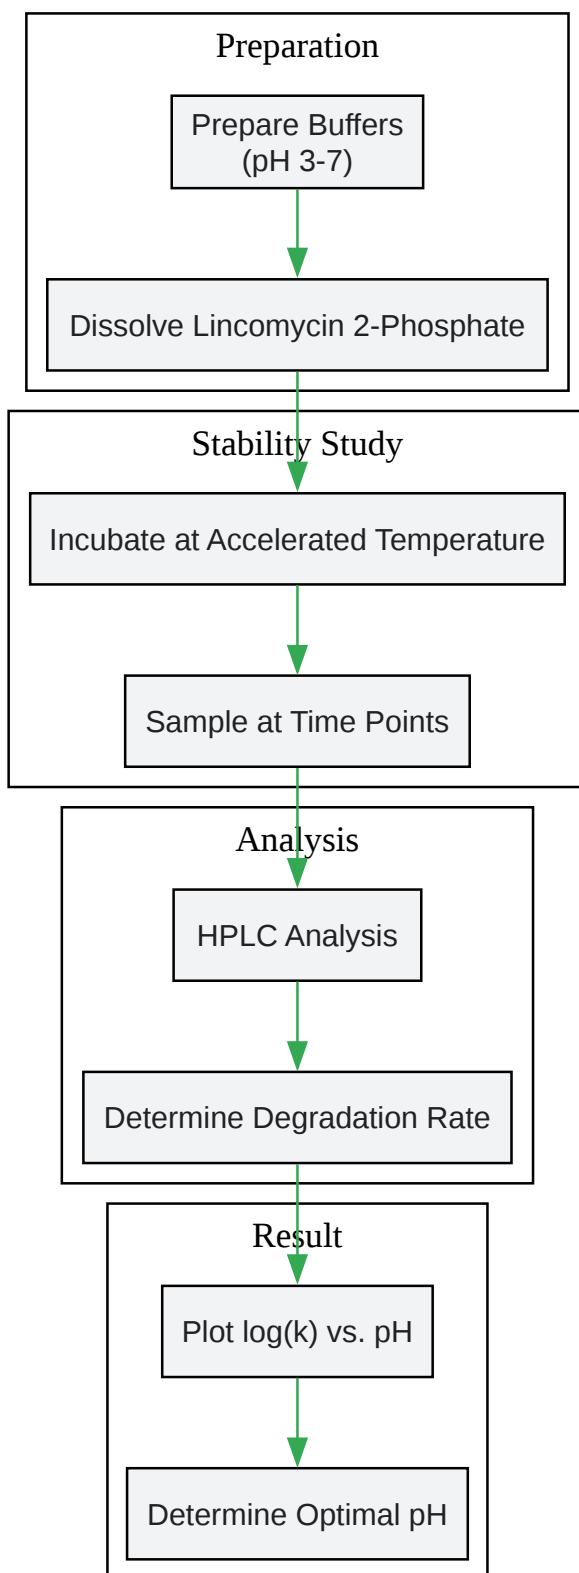 Preparation
Prepare Buffers
(pH 3-7)
Dissolve Lincomycin 2-Phosphate
Stability Study
Incubate at Accelerated Temperature
Sample at Time Points
Analysis
HPLC Analysis
Determine Degradation Rate
Result
Plot log(k) vs. pH
Determine Optimal pH